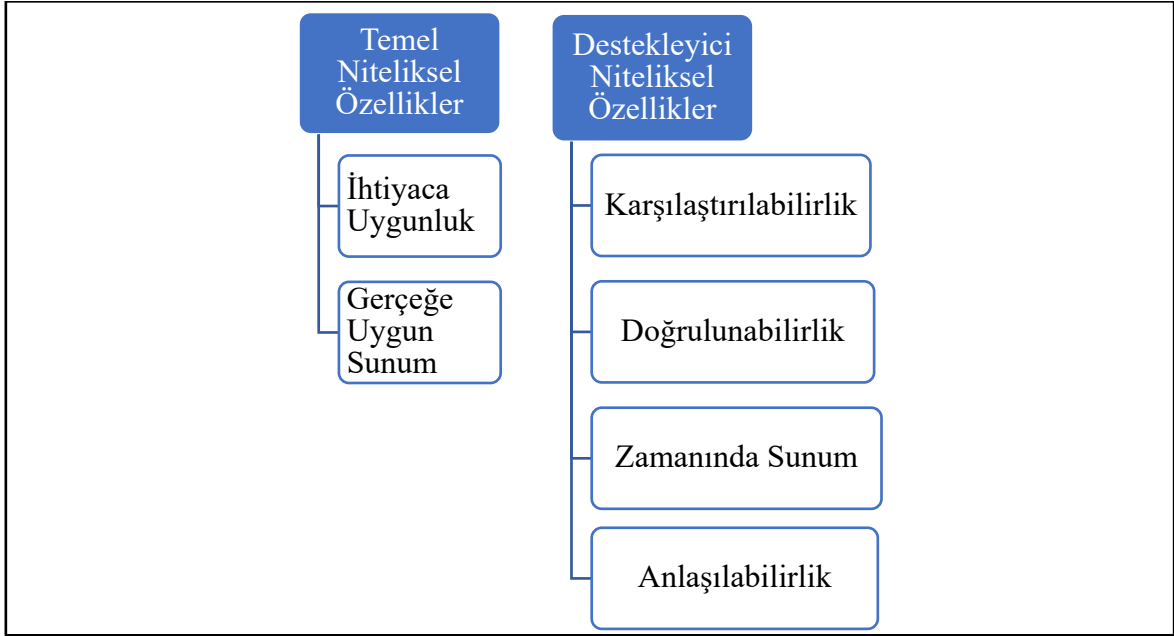 Temel
Niteliksel
Özellikler
İhtiyaca
Uygunluk
Gerçeğe
Uygun
Sunum
Destekleyici
Niteliksel
Özellikler
Karşılaştırılabilirlik
Doğrulunabilirlik
Zamanında Sunum
Anlaşılabilirlik